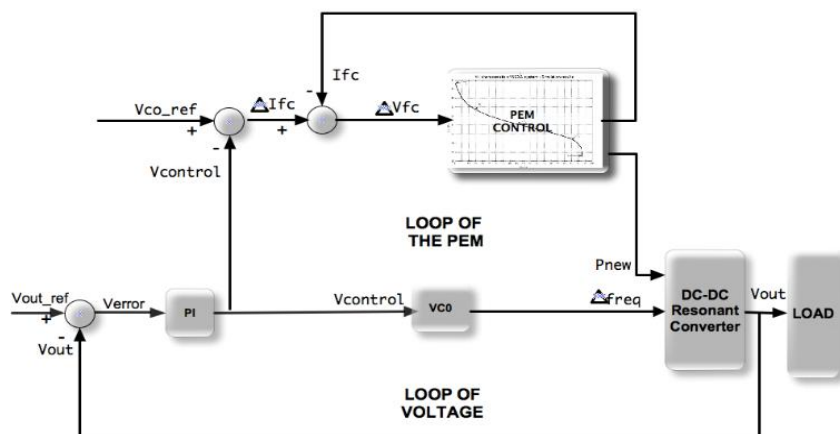 Ifc
-
Vco_ref
ΔIfc
ΔVfc
PEM
CONTROL
+
+
-
Vcontrol
LOOP OF
THE PEM
Pnew
Vout_ref
Verror
PI
Vcontrol
VC0
Δfreq
DC-DC
Resonant
Converter
Vout
LOAD
+
-
Vout
LOOP OF
VOLTAGE